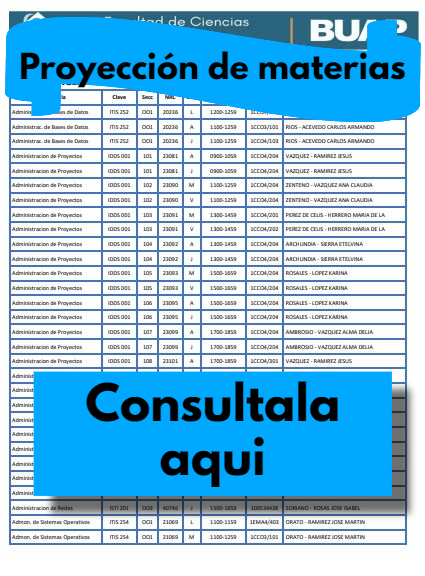 Facultad de Ciencias
BUAP
Proyección de materias
Clave Secc NRC
Bases de Datos ITIS 252 OO1 20236 L 1200-1259
Administrac. de Bases de Datos ITIS 252 OO1 20236 A 1100-1259 1CCO3/101 RIOS - ACEVEDO CARLOS ARMANDO
Administrac. de Bases de Datos ITIS 252 OO1 20236 J 1100-1259 1CCO4/103 RIOS - ACEVEDO CARLOS ARMANDO
Administracion de Proyectos IDDS 001 101 23081 A 0900-1059 1CCO4/204 VAZQUEZ - RAMIREZ JESUS
Administracion de Proyectos IDDS 001 101 23081 J 0900-1059 1CCO4/204 VAZQUEZ - RAMIREZ JESUS
Administracion de Proyectos IDDS 001 102 23090 M 1100-1259 1CCO4/204 ZENTENO - VAZQUEZ ANA CLAUDIA
Administracion de Proyectos IDDS 001 102 23090 V 1100-1259 1CCO4/204 ZENTENO - VAZQUEZ ANA CLAUDIA
Administracion de Proyectos IDDS 001 103 23091 M 1300-1459 1CCO4/201 PEREZ DE CELIS - HERRERO MARIA DE LA
Administracion de Proyectos IDDS 001 103 23091 V 1300-1459 1CCO4/202 PEREZ DE CELIS - HERRERO MARIA DE LA
Administracion de Proyectos IDDS 001 104 23092 A 1300-1459 1CCO4/204 ARCHUNDIA - SIERRA ETELVINA
Administracion de Proyectos IDDS 001 104 23092 J 1300-1459 1CCO4/204 ARCHUNDIA - SIERRA ETELVINA
Administracion de Proyectos IDDS 001 105 23093 M 1500-1659 1CCO4/204 ROSALES - LOPEZ KARINA
Administracion de Proyectos IDDS 001 105 23093 V 1500-1659 1CCO4/204 ROSALES - LOPEZ KARINA
Administracion de Proyectos IDDS 001 106 23095 A 1500-1659 1CCO4/204 ROSALES - LOPEZ KARINA
Administracion de Proyectos IDDS 001 106 23095 J 1500-1659 1CCO4/204 ROSALES - LOPEZ KARINA
Administracion de Proyectos IDDS 001 107 23099 A 1700-1859 1CCO4/204 AMBROSIO - VAZQUEZ ALMA DELIA
Administracion de Proyectos IDDS 001 107 23099 J 1700-1859 1CCO4/204 AMBROSIO - VAZQUEZ ALMA DELIA
Administracion de Proyectos IDDS 001 108 23101 A 1700-1859 1CCO4/301 VAZQUEZ - RAMIREZ JESUS
Consultala
aqui
Administracion de Redes ISTI 201 OO3 40746 J 1500-1659 100534438 SORIANO - ROSAS JOSE ISABEL
Admon. de Sistemas Operativos ITIS 254 OO1 21069 L 1100-1159 1EMA4/403 ORATO - RAMIREZ JOSE MARTIN
Admon. de Sistemas Operativos ITIS 254 OO1 21069 M 1100-1259 1CCO3/101 ORATO - RAMIREZ JOSE MARTIN